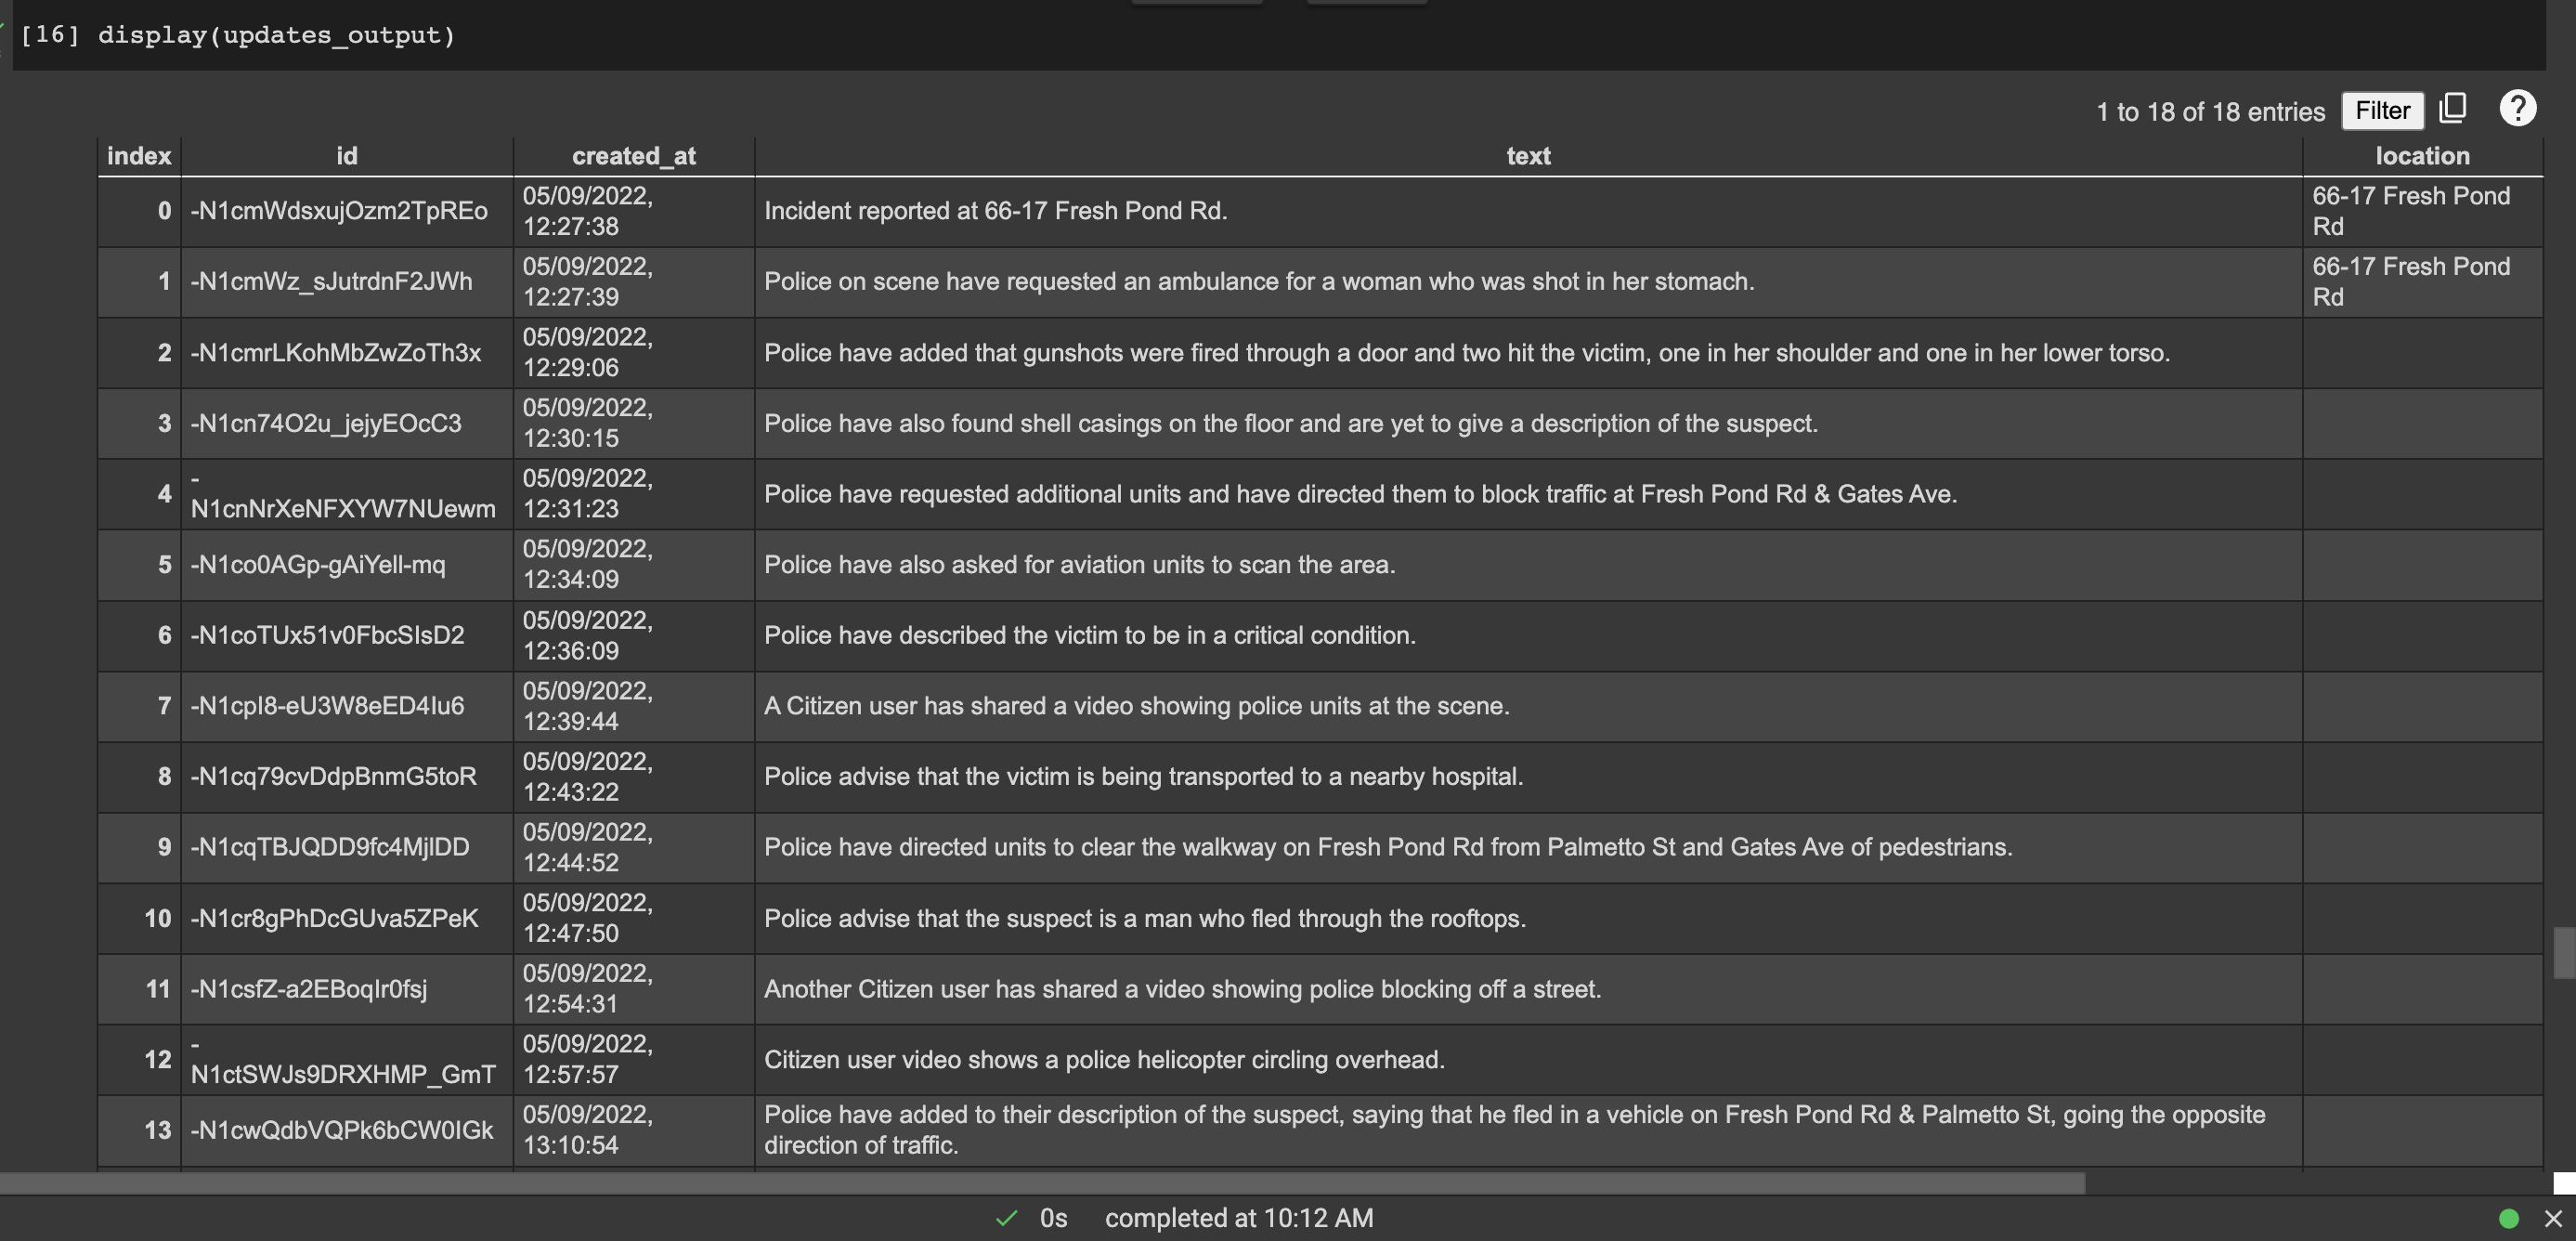 [16] display(updates_output)
1 to 18 of 18 entries Filter
index id created_at text location
0 -N1cmWdsxujOzm2TpREo 05/09/2022, 12:27:38 Incident reported at 66-17 Fresh Pond Rd. 66-17 Fresh Pond Rd
1 -N1cmWz_sJutrdnF2JWh 05/09/2022, 12:27:39 Police on scene have requested an ambulance for a woman who was shot in her stomach. 66-17 Fresh Pond Rd
2 -N1cmrLKohMbZwZoTh3x 05/09/2022, 12:29:06 Police have added that gunshots were fired through a door and two hit the victim, one in her shoulder and one in her lower torso.
3 -N1cn74O2u_jejyEOcC3 05/09/2022, 12:30:15 Police have also found shell casings on the floor and are yet to give a description of the suspect.
4 -N1cnNrXeNFXYW7NUewm 05/09/2022, 12:31:23 Police have requested additional units and have directed them to block traffic at Fresh Pond Rd & Gates Ave.
5 -N1co0AGp-gAiYell-mq 05/09/2022, 12:34:09 Police have also asked for aviation units to scan the area.
6 -N1coTUx51v0FbcSIsD2 05/09/2022, 12:36:09 Police have described the victim to be in a critical condition.
7 -N1cpI8-eU3W8eED4Iu6 05/09/2022, 12:39:44 A Citizen user has shared a video showing police units at the scene.
8 -N1cq79cvDdpBnmG5toR 05/09/2022, 12:43:22 Police advise that the victim is being transported to a nearby hospital.
9 -N1cqTBJQDD9fc4MjlDD 05/09/2022, 12:44:52 Police have directed units to clear the walkway on Fresh Pond Rd from Palmetto St and Gates Ave of pedestrians.
10 -N1cr8gPhDcGUva5ZPeK 05/09/2022, 12:47:50 Police advise that the suspect is a man who fled through the rooftops.
11 -N1csfZ-a2EBoqIr0fsj 05/09/2022, 12:54:31 Another Citizen user has shared a video showing police blocking off a street.
12 -N1ctSWJs9DRXHMP_GmT 05/09/2022, 12:57:57 Citizen user video shows a police helicopter circling overhead.
13 -N1cwQdbVQPk6bCW0IGk 05/09/2022, 13:10:54 Police have added to their description of the suspect, saying that he fled in a vehicle on Fresh Pond Rd & Palmetto St, going the opposite direction of traffic.
0s completed at 10:12 AM